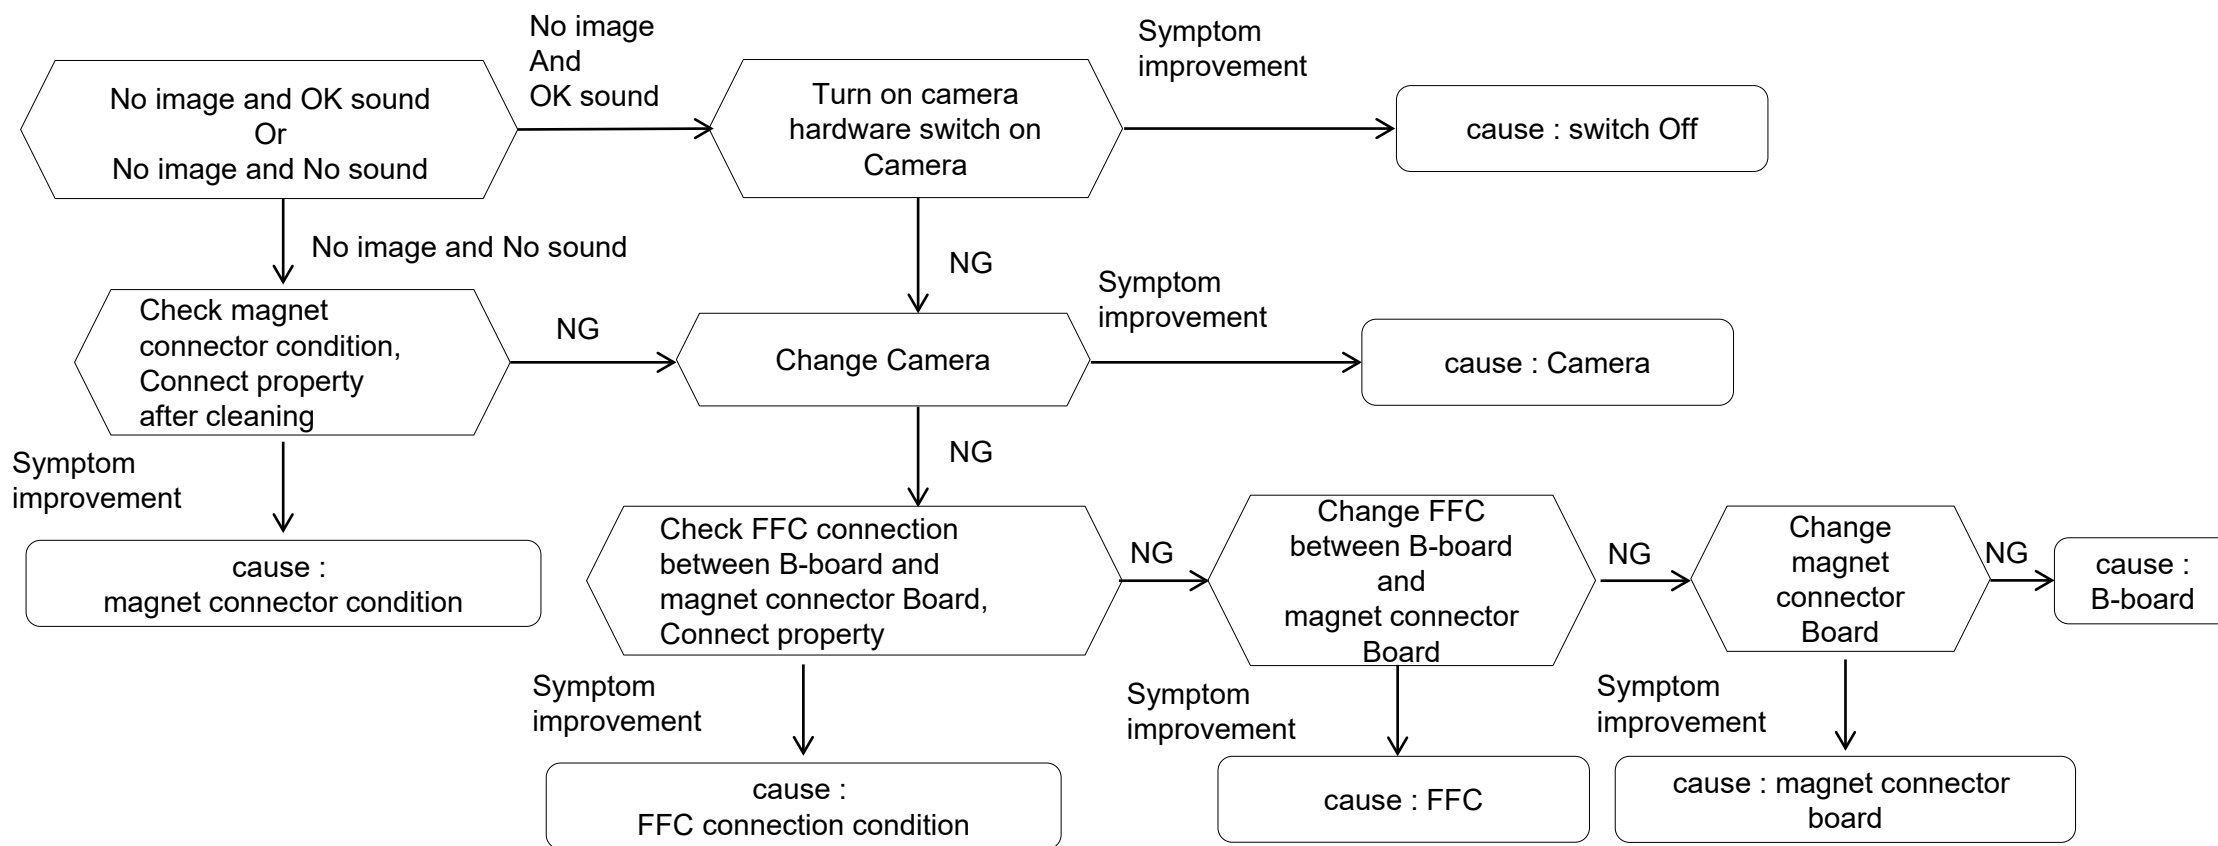 No image and OK sound
Or
No image and No sound
No image
And
OK sound
Turn on camera
hardware switch on
Camera
Symptom
improvement
cause : switch Off
No image and No sound
NG
Check magnet
connector condition,
Connect property
after cleaning
NG
Change Camera
Symptom
improvement
cause : Camera
Symptom
improvement
cause :
magnet connector condition
NG
Check FFC connection
between B-board and
magnet connector Board,
Connect property
NG
Change FFC
between B-board
and
magnet connector
Board
NG
Change
magnet
connector
Board
NG
cause :
B-board
Symptom
improvement
cause :
FFC connection condition
Symptom
improvement
cause : FFC
Symptom
improvement
cause : magnet connector
board